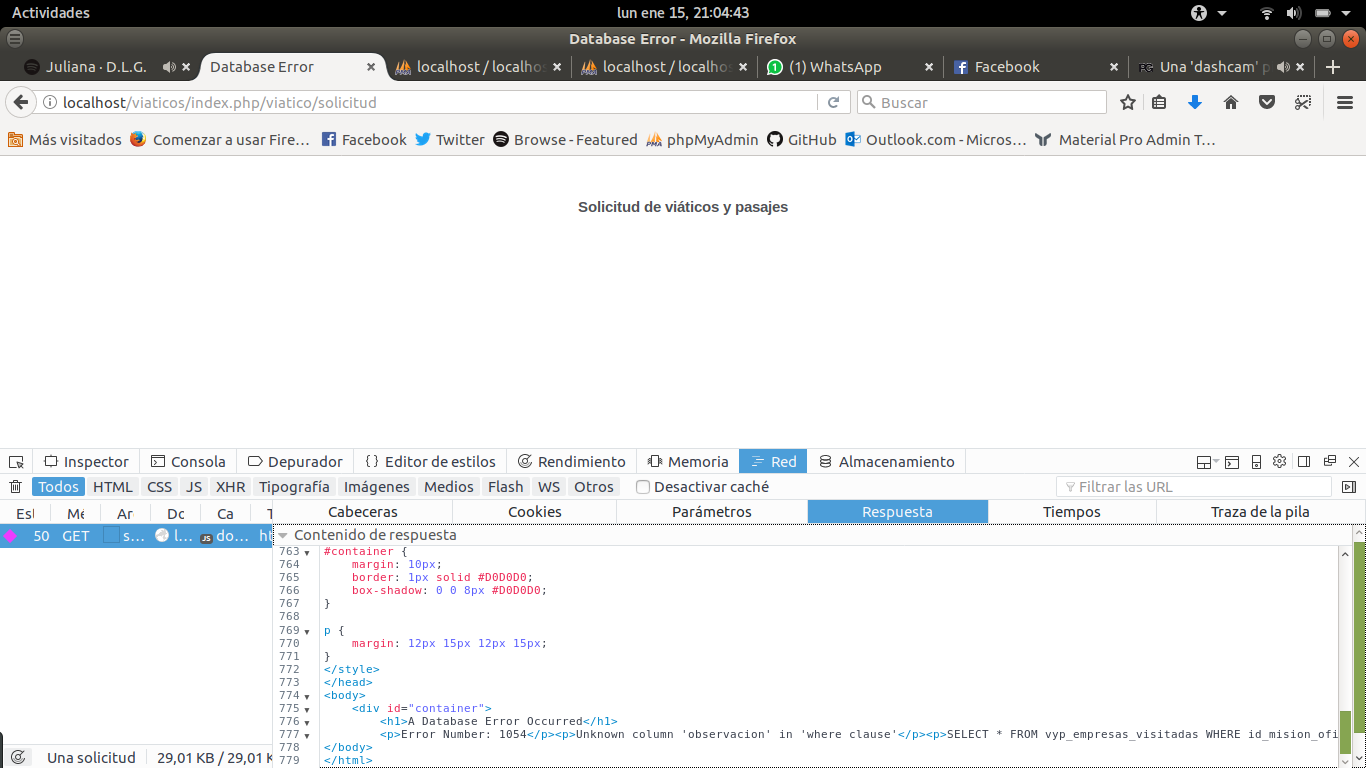 Actividades
lun ene 15, 21:04:43
Database Error - Mozilla Firefox
Juliana · D.L.G.
Database Error
localhost / localho
localhost / localho
(1) WhatsApp
Facebook
Una 'dashcam' p
localhost/viaticos/index.php/viatico/solicitud
Buscar
Más visitados
Comenzar a usar Fire…
Facebook
Twitter
Browse - Featured
phpMyAdmin
GitHub
Outlook.com - Micros…
Material Pro Admin T…
Solicitud de viáticos y pasajes
Inspector
Consola
Depurador
Editor de estilos
Rendimiento
Memoria
Red
Almacenamiento
Todos
HTML
CSS
JS
XHR
Tipografía
Imágenes
Medios
Flash
WS
Otros
Desactivar caché
Filtrar las URL
Est
Mé
Ar
Do
Ca
T
Cabeceras
Cookies
Parámetros
Respuesta
Tiempos
Traza de la pila
50 GET s… l… JS do… ht
Contenido de respuesta
763 #container {
764 margin: 10px;
765 border: 1px solid #D0D0D0;
766 box-shadow: 0 0 8px #D0D0D0;
767 }
768
769 p {
770 margin: 12px 15px 12px 15px;
771 }
772 </style>
773 </head>
774 <body>
775 <div id="container">
776 <h1>A Database Error Occurred</h1>
777 <p>Error Number: 1054</p><p>Unknown column 'observacion' in 'where clause'</p><p>SELECT * FROM vyp_empresas_visitadas WHERE id_mision_ofi
778 </body>
779 </html>
Una solicitud
29,01 KB / 29,01 K